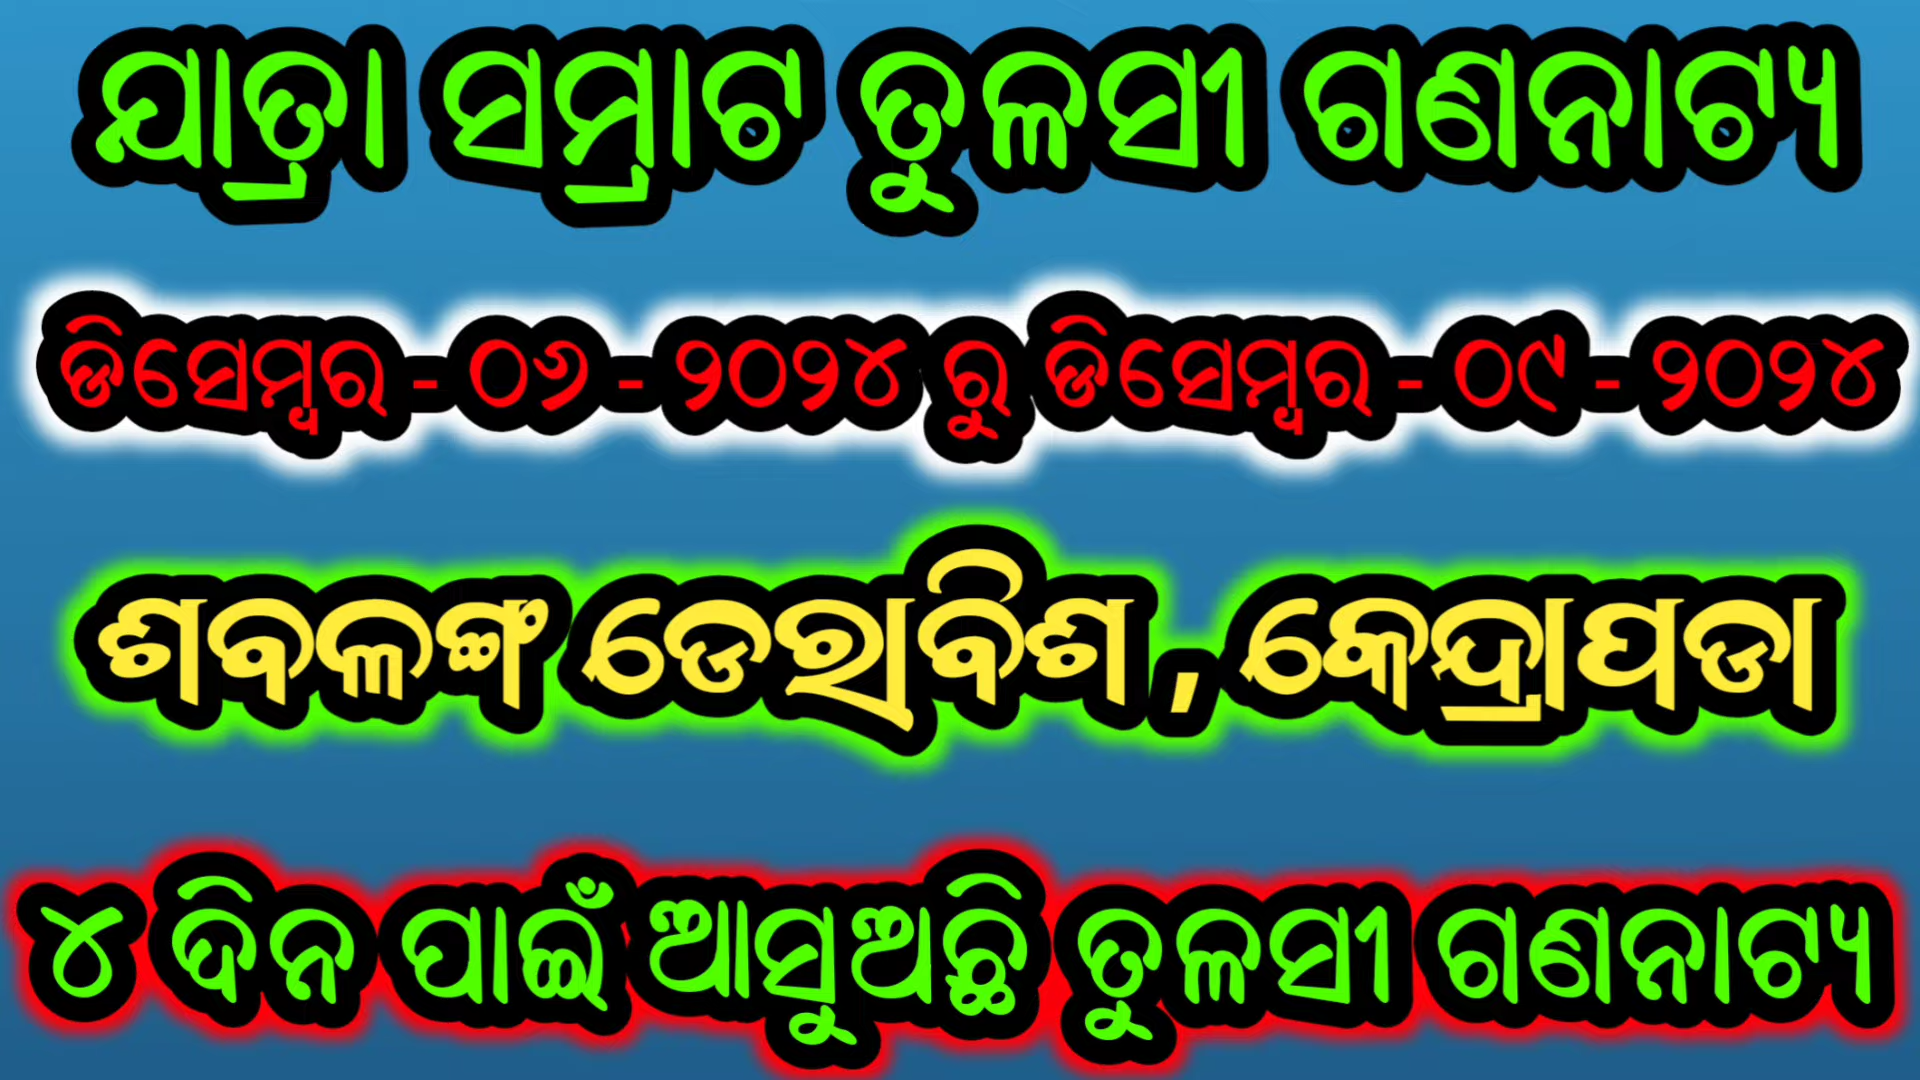 ଯାତ୍ରା ସମ୍ରାଟ ତୁଳସୀ ଗଣନାଟ୍ୟ
ଡିସେମ୍ବର - ୦୬ - ୨୦୨୪ ରୁ ଡିସେମ୍ବର - ୦୯ - ୨୦୨୪
ଶବଳଙ୍ଗ ଡେରାବିଶ , କେନ୍ଦ୍ରାପଡା
୪ ଦିନ ପାଇଁ ଆସୁଅଛି ତୁଳସୀ ଗଣନାଟ୍ୟ